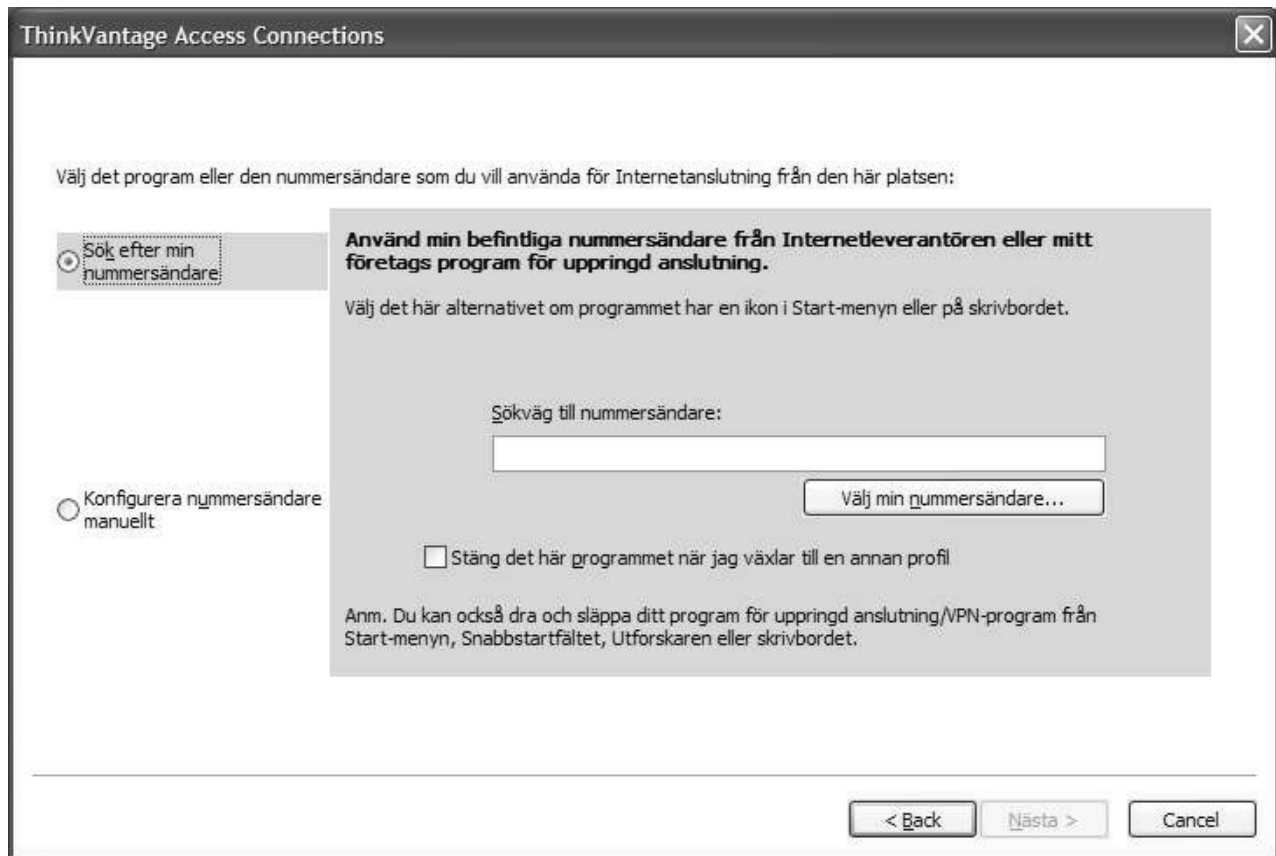 ThinkVantage Access Connections
Välj det program eller den nummersändare som du vill använda för Internetanslutning från den här platsen:
Sök efter min
nummersändare
Använd min befintliga nummersändare från Internetleverantören eller mitt
företags program för uppringd anslutning.
Välj det här alternativet om programmet har en ikon i Start-menyn eller på skrivbordet.
Sökväg till nummersändare:
Välj min nummersändare...
Konfigurera nummersändare
manuellt
Stäng det här programmet när jag växlar till en annan profil
Anm. Du kan också dra och släppa ditt program för uppringd anslutning/VPN-program från
Start-menyn, Snabbstartfältet, Utforskaren eller skrivbordet.
< Back
Nästa >
Cancel